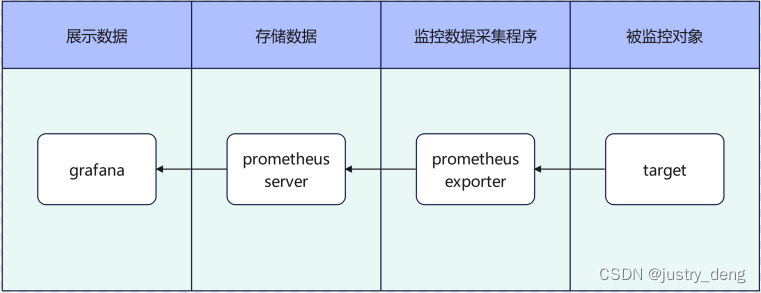 展示数据
存储数据
监控数据采集程序
被监控对象
grafana
prometheus
server
prometheus
exporter
target
CSDN @justry_deng